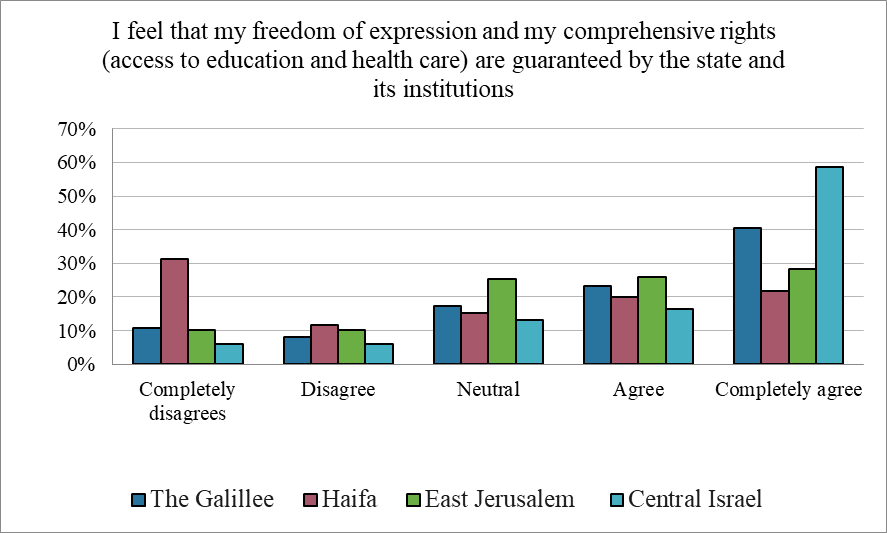 I feel that my freedom of expression and my comprehensive rights
(access to education and health care) are guaranteed by the state and
its institutions
70%
60%
50%
40%
30%
20%
10%
0%
Completely disagrees
Disagree
Neutral
Agree
Completely agree
The Galillee
Haifa
East Jerusalem
Central Israel